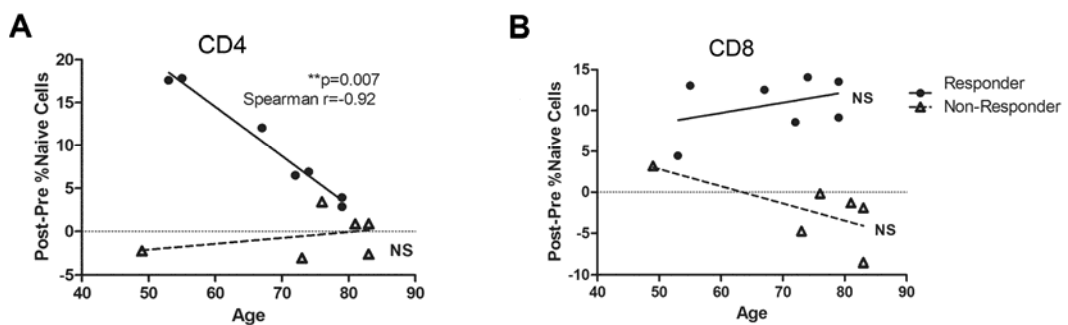 A
CD4
**p=0.007
Spearman r=-0.92
Post-Pre %Naive Cells
20
15
10
5
0
-5
NS
40 50 60 70 80 90
Age
B
CD8
Post-Pre %Naive Cells
15
10
5
0
-5
-10
NS
NS
40 50 60 70 80 90
Age
Responder
Non-Responder